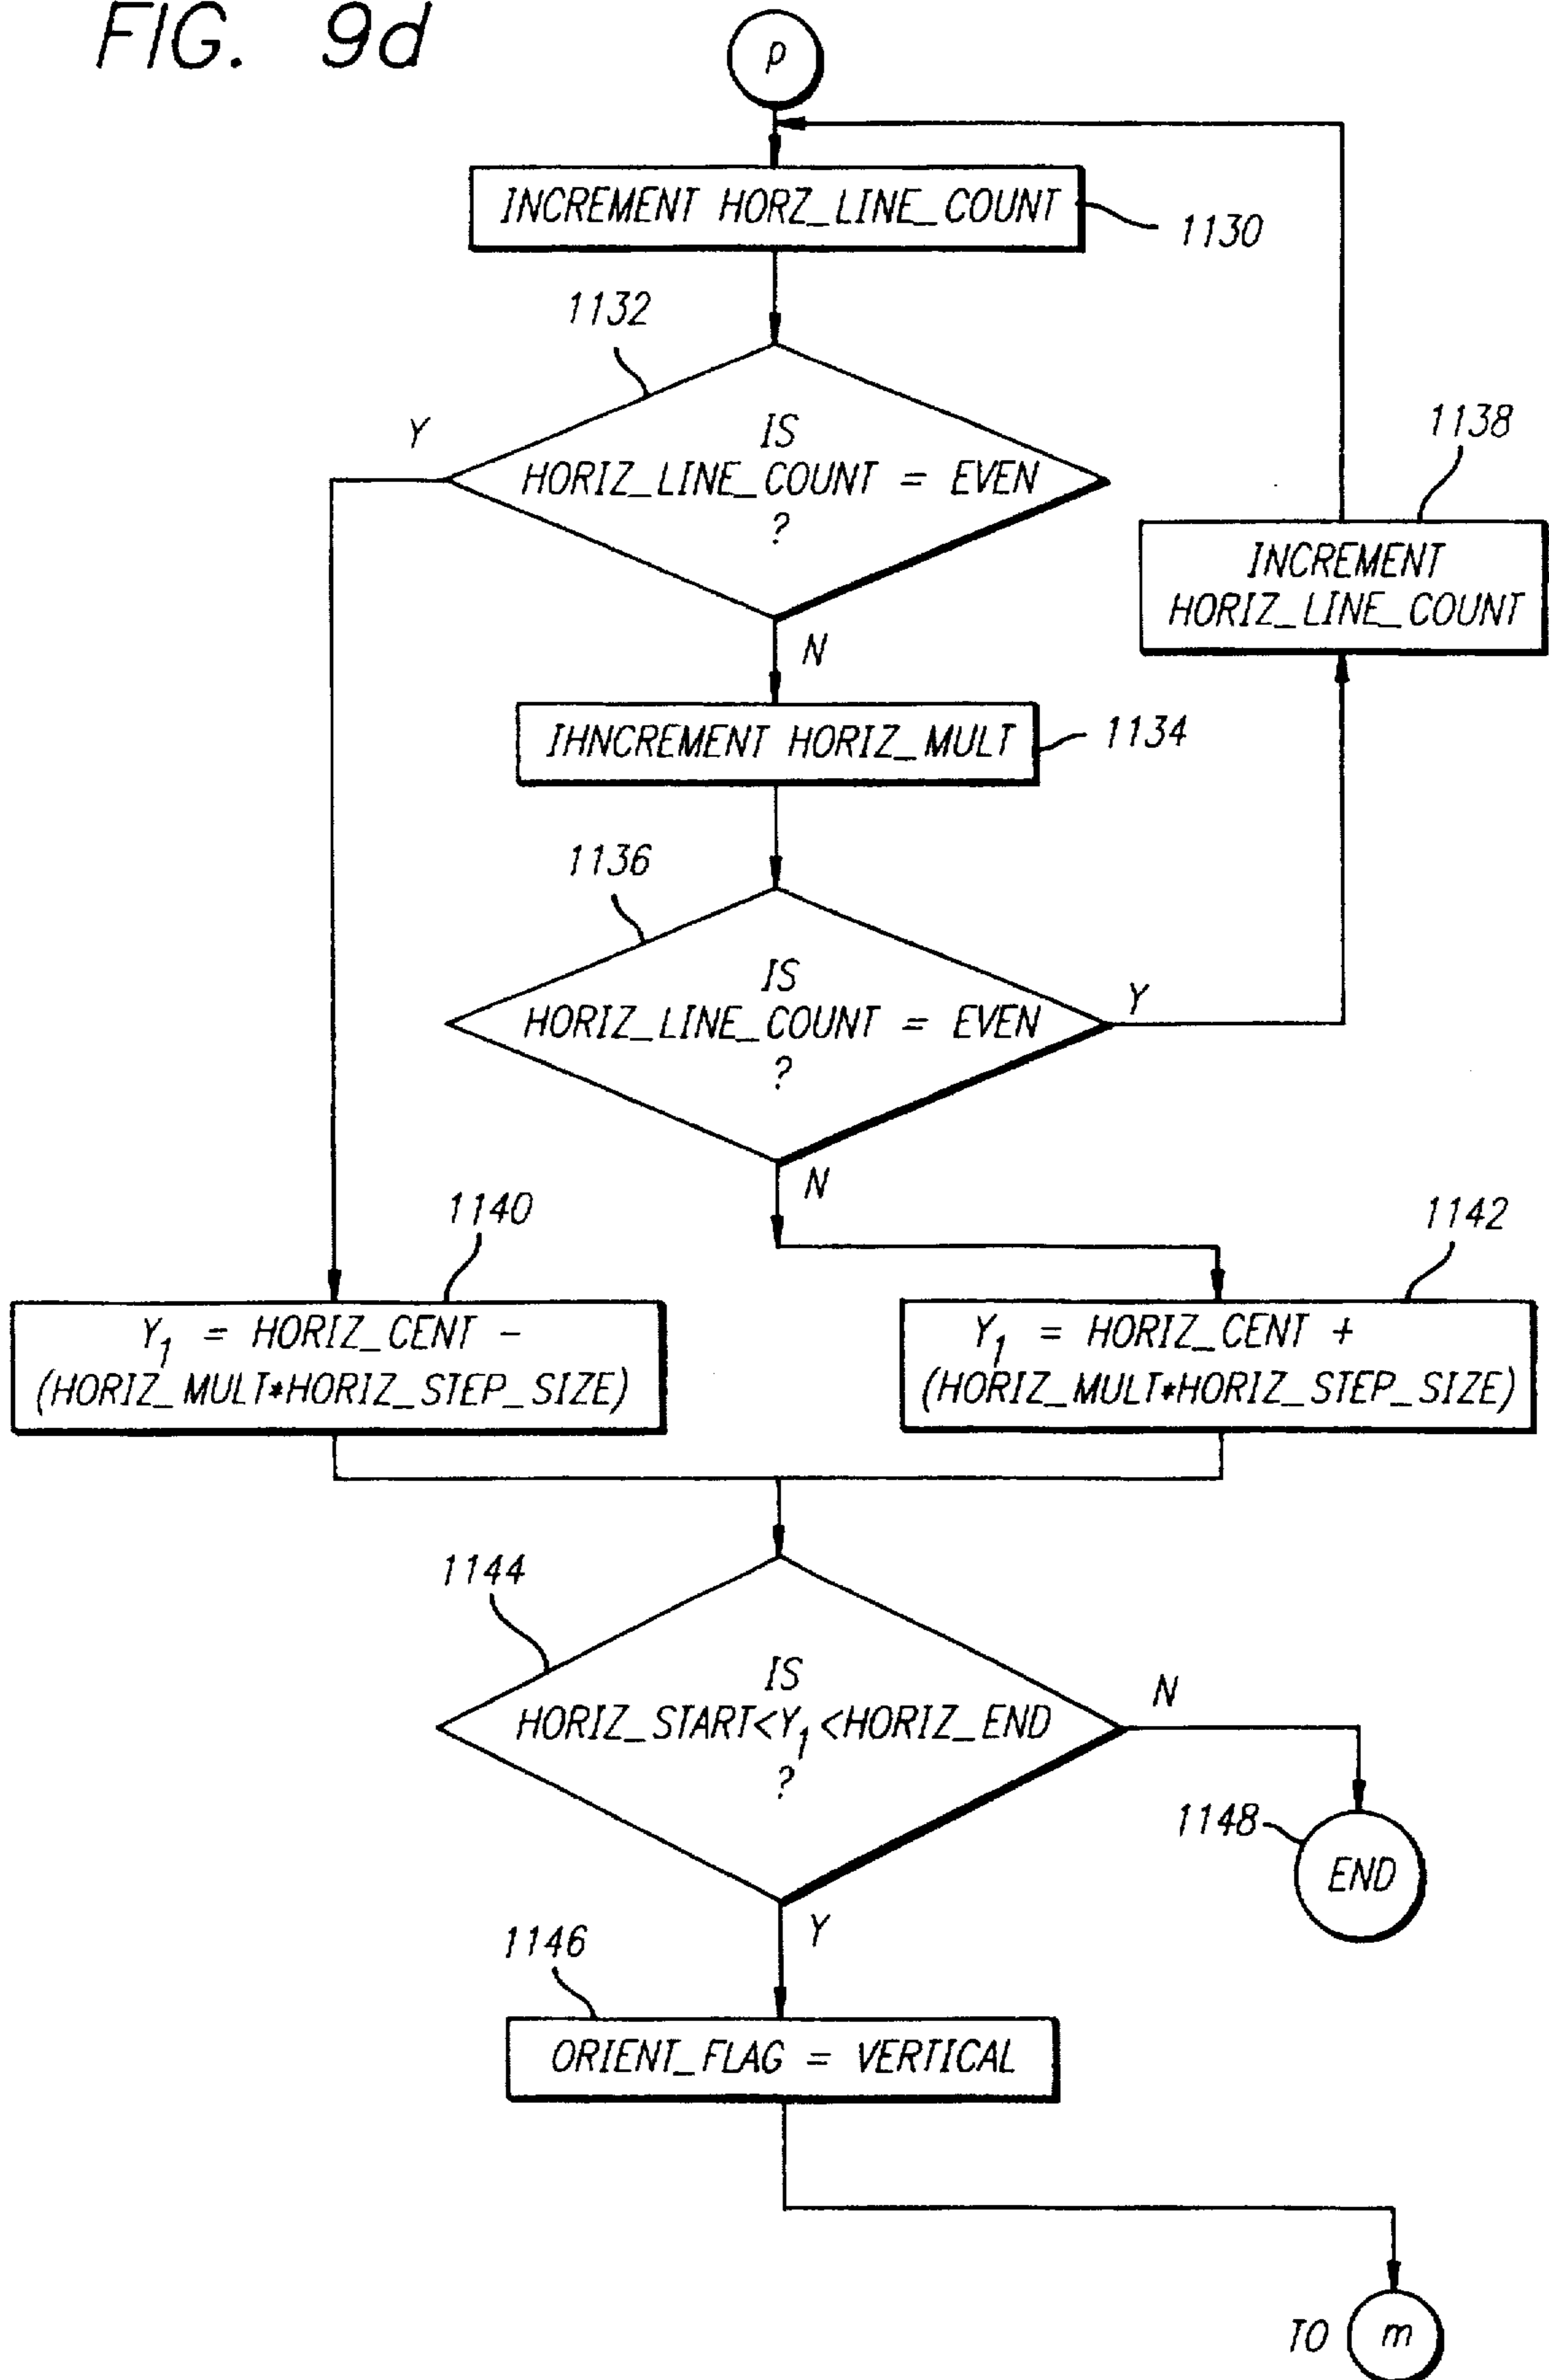 FIG. 9d
p
INCREMENT HORZ_LINE_COUNT
1130
1132
Y
IS
HORIZ_LINE_COUNT = EVEN
?
N
1138
INCREMENT
HORIZ_LINE_COUNT
IHNCREMENT HORIZ_MULT
1134
1136
IS
HORIZ_LINE_COUNT = EVEN
?
Y
N
1140
Y1 = HORIZ_CENT -
(HORIZ_MULT*HORIZ_STEP_SIZE)
1142
Y1 = HORIZ_CENT +
(HORIZ_MULT*HORIZ_STEP_SIZE)
1144
IS
HORIZ_START<Y1<HORIZ_END
?
N
1148
END
Y
1146
ORIENT_FLAG = VERTICAL
TO m